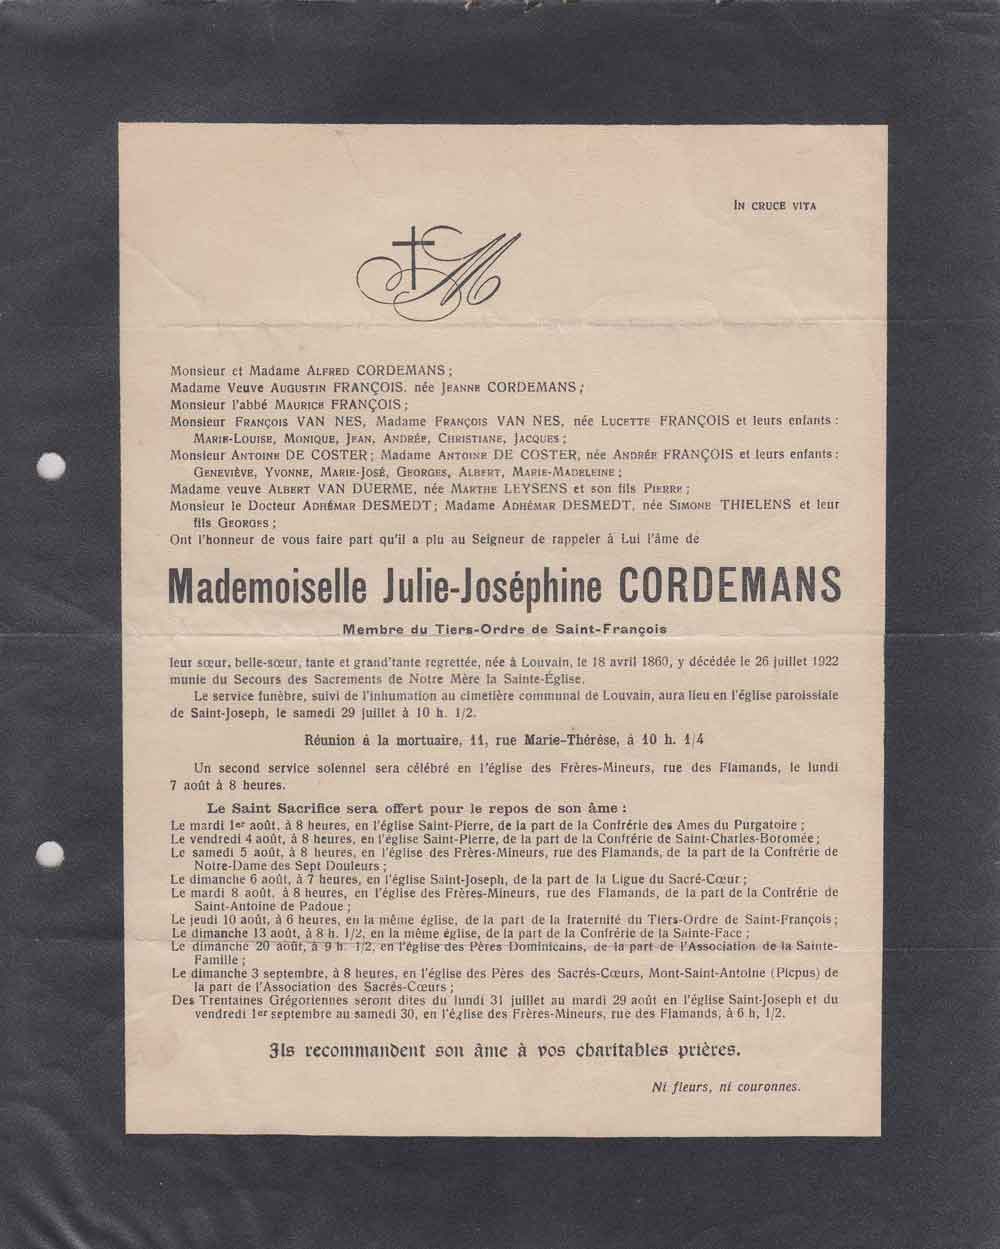 IN CRUCE VITA
M
Monsieur et Madame ALFRED CORDEMANS ;
Madame Veuve AUGUSTIN FRANÇOIS, née JEANNE CORDEMANS ;
Monsieur l'abbé MAURICE FRANÇOIS ;
Monsieur FRANÇOIS VAN NES, Madame FRANÇOIS VAN NES, née LUCETTE FRANÇOIS et leurs enfants :
MARIE-LOUISE, MONIQUE, JEAN, ANDRÉE, CHRISTIANE, JACQUES ;
Monsieur ANTOINE DE COSTER ; Madame ANTOINE DE COSTER, née ANDRÉE FRANÇOIS et leurs enfants :
GENEVIÈVE, YVONNE, MARIE-JOSÉ, GEORGES, ALBERT, MARIE-MADELEINE ;
Madame veuve ALBERT VAN DUERME, née MARTHE LEYSENS et son fils PIERRE ;
Monsieur le Docteur ADHÉMAR DESMEDT ; Madame ADHÉMAR DESMEDT, née SIMONE THIELENS et leur
fils GEORGES ;
Ont l'honneur de vous faire part qu'il a plu au Seigneur de rappeler à Lui l'âme de
Mademoiselle Julie-Joséphine CORDEMANS
Membre du Tiers-Ordre de Saint-François
leur sœur, belle-sœur, tante et grand'tante regrettée, née à Louvain, le 18 avril 1860, y décédée le 26 juillet 1922
munie du Secours des Sacrements de Notre Mère la Sainte-Église.
Le service funèbre, suivi de l'inhumation au cimetière communal de Louvain, aura lieu en l'église paroissiale
de Saint-Joseph, le samedi 29 juillet à 10 h. 1/2.
Réunion à la mortuaire, 11, rue Marie-Thérèse, à 10 h. 1/4
Un second service solennel sera célébré en l'église des Frères-Mineurs, rue des Flamands, le lundi
7 août à 8 heures.
Le Saint Sacrifice sera offert pour le repos de son âme :
Le mardi 1er août, à 8 heures, en l'église Saint-Pierre, de la part de la Confrérie des Ames du Purgatoire ;
Le vendredi 4 août, à 8 heures, en l'église Saint-Pierre, de la part de la Confrérie de Saint-Charles-Boromée ;
Le samedi 5 août, à 8 heures, en l'église des Frères-Mineurs, rue des Flamands, de la part de la Confrérie de
Notre-Dame des Sept Douleurs ;
Le dimanche 6 août, à 7 heures, en l'église Saint-Joseph, de la part de la Ligue du Sacré-Cœur ;
Le mardi 8 août, à 8 heures, en l'église des Frères-Mineurs, rue des Flamands, de la part de la Confrérie de
Saint-Antoine de Padoue ;
Le jeudi 10 août, à 6 heures, en la même église, de la part de la fraternité du Tiers-Ordre de Saint-François ;
Le dimanche 13 août, à 8 h. 1/2, en la même église, de la part de la Confrérie de la Sainte-Face ;
Le dimanche 20 août, à 9 h. 1/2, en l'église des Pères Dominicains, de la part de l'Association de la Sainte-
Famille ;
Le dimanche 3 septembre, à 8 heures, en l'église des Pères des Sacrés-Cœurs, Mont-Saint-Antoine (Picpus) de
la part de l'Association des Sacrés-Cœurs ;
Des Trentaines Grégoriennes seront dites du lundi 31 juillet au mardi 29 août en l'église Saint-Joseph et du
vendredi 1er septembre au samedi 30, en l'église des Frères-Mineurs, rue des Flamands, à 6 h, 1/2.
Ils recommandent son âme à vos charitables prières.
Ni fleurs, ni couronnes.